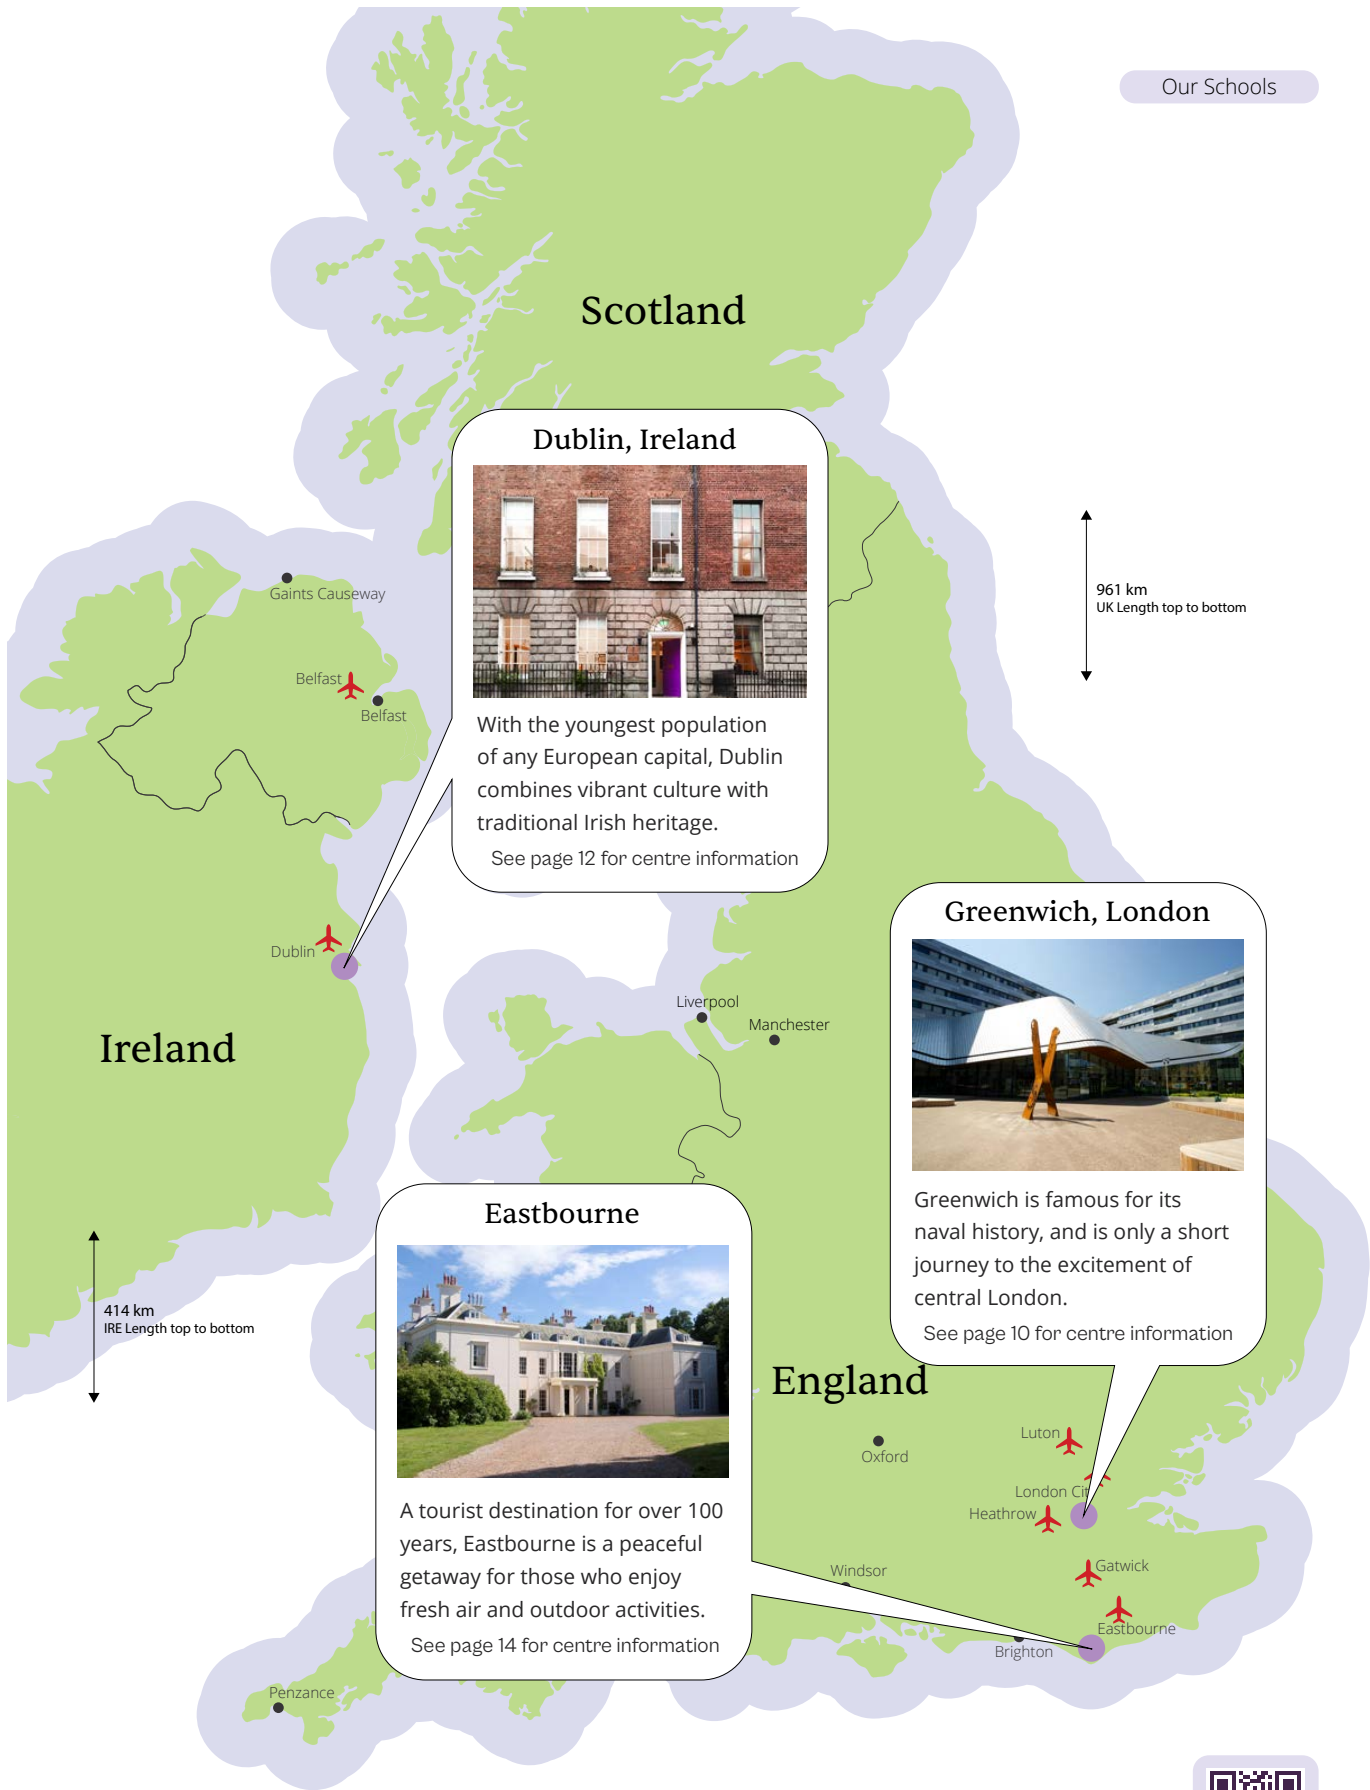 Our Schools
Scotland
Dublin, Ireland
With the youngest population
of any European capital, Dublin
combines vibrant culture with
traditional Irish heritage.
See page 12 for centre information
961 km
UK Length top to bottom
Gaints Causeway
Belfast
Belfast
Dublin
Ireland
Liverpool
Manchester
Greenwich, London
Greenwich is famous for its
naval history, and is only a short
journey to the excitement of
central London.
See page 10 for centre information
414 km
IRE Length top to bottom
Eastbourne
A tourist destination for over 100
years, Eastbourne is a peaceful
getaway for those who enjoy
fresh air and outdoor activities.
See page 14 for centre information
England
Oxford
Luton
London Cit
Heathrow
Windsor
Gatwick
Eastbourne
Brighton
Penzance